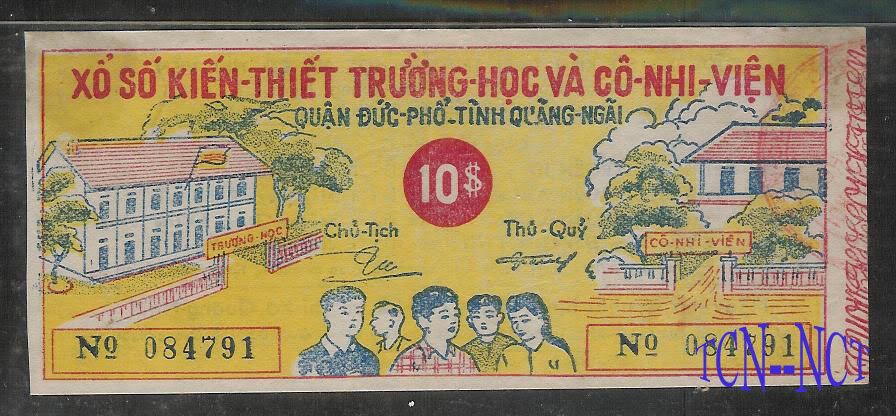 XỔ SỐ KIẾN-THIẾT TRƯỜNG-HỌC VÀ CÔ-NHI-VIỆN
QUẬN ĐỨC-PHỔ-TỈNH QUẢNG-NGÃI
10$
TRƯỜNG-HỌC
Chủ-Tịch
Thủ-Quỹ
CÔ-NHI-VIỆN
Nº 084791
Nº 084791
TCN--NCT